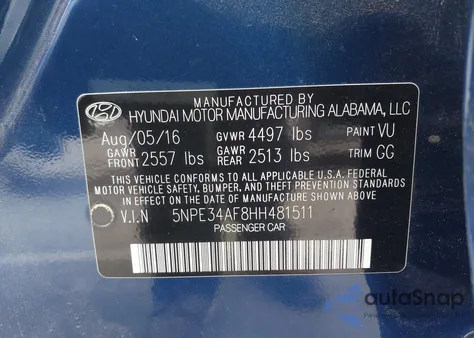 MANUFACTURED BY
HYUNDAI MOTOR MANUFACTURING ALABAMA, LLC
Aug/05/16 GVWR 4497 lbs PAINT VU
GAWR FRONT 2557 lbs GAWR REAR 2513 lbs TRIM GG
THIS VEHICLE CONFORMS TO ALL APPLICABLE U.S. FEDERAL MOTOR
VEHICLE SAFETY, BUMPER, AND THEFT PREVENTION STANDARDS
IN EFFECT ON THE DATE OF MANUFACTURE SHOWN ABOVE
V.I.N 5NPE34AF8HH481511
PASSENGER CAR
autoSnap